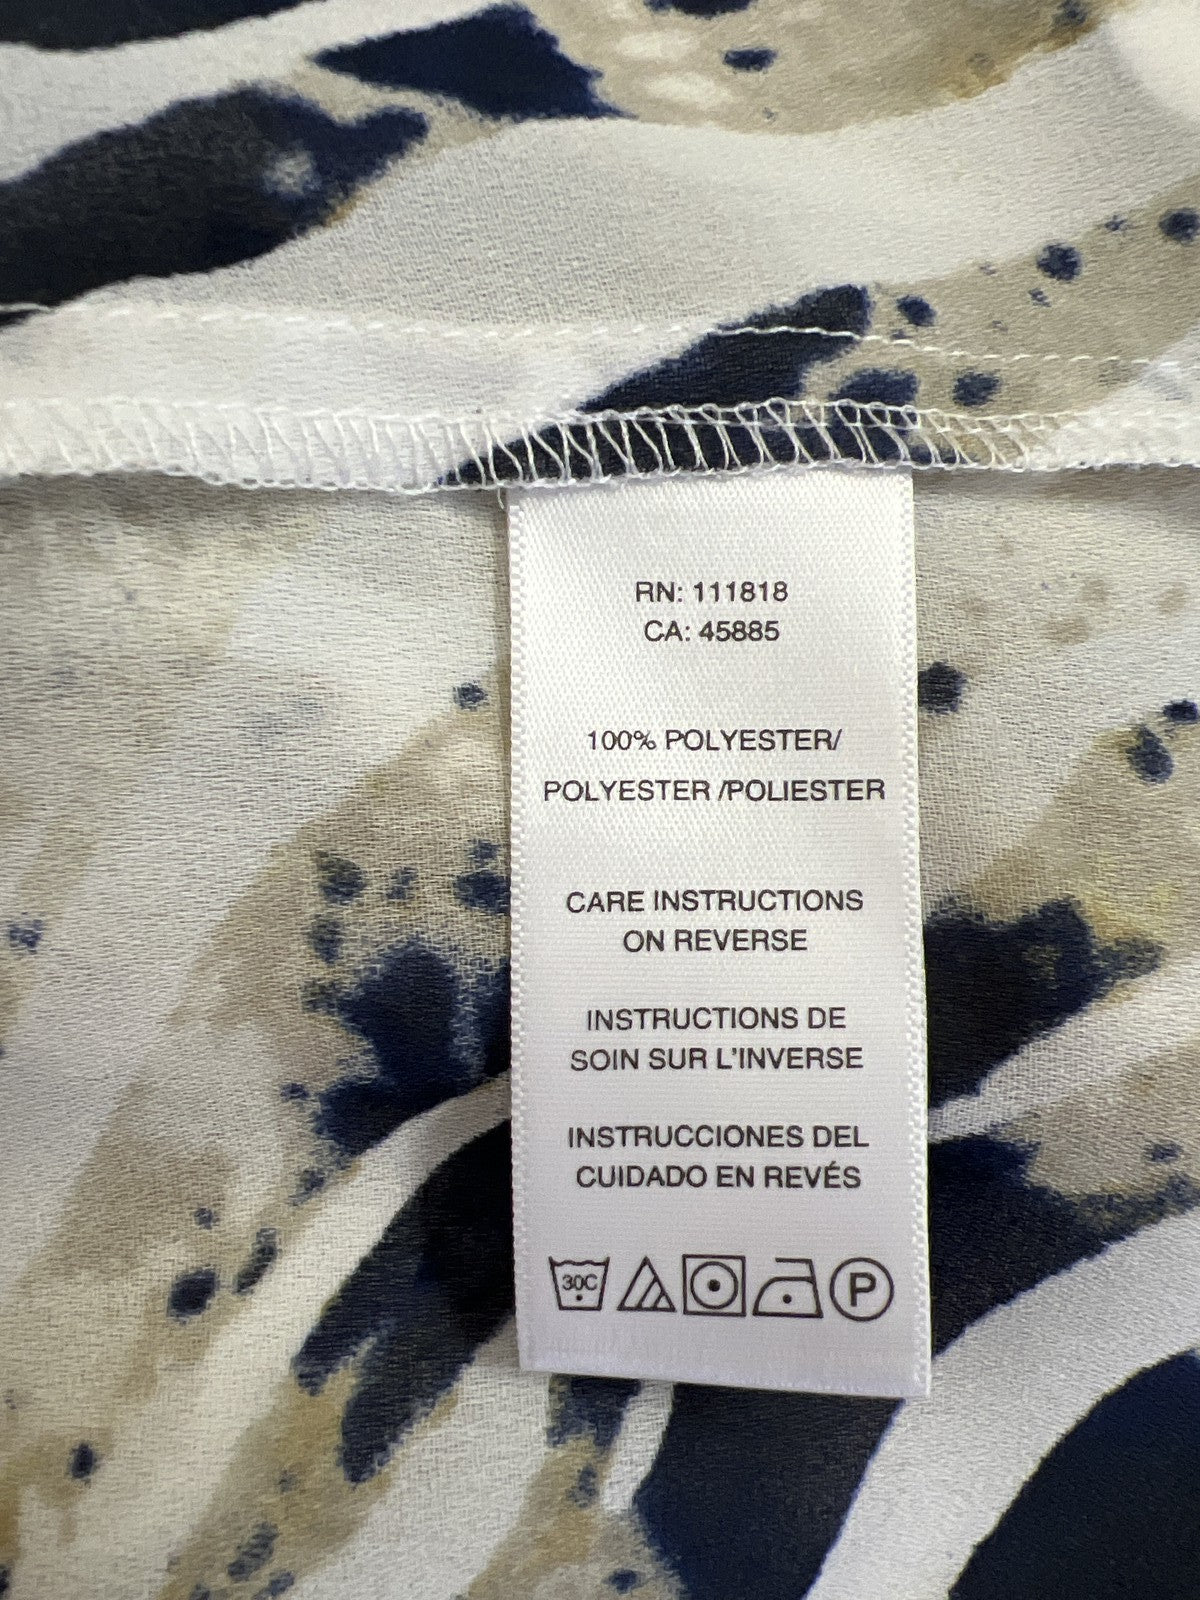 RN: 111818
CA: 45885
100% POLYESTER/
POLYESTER /POLIESTER
CARE INSTRUCTIONS
ON REVERSE
INSTRUCTIONS DE
SOIN SUR L'INVERSE
INSTRUCCIONES DEL
CUIDADO EN REVÉS
30C
P